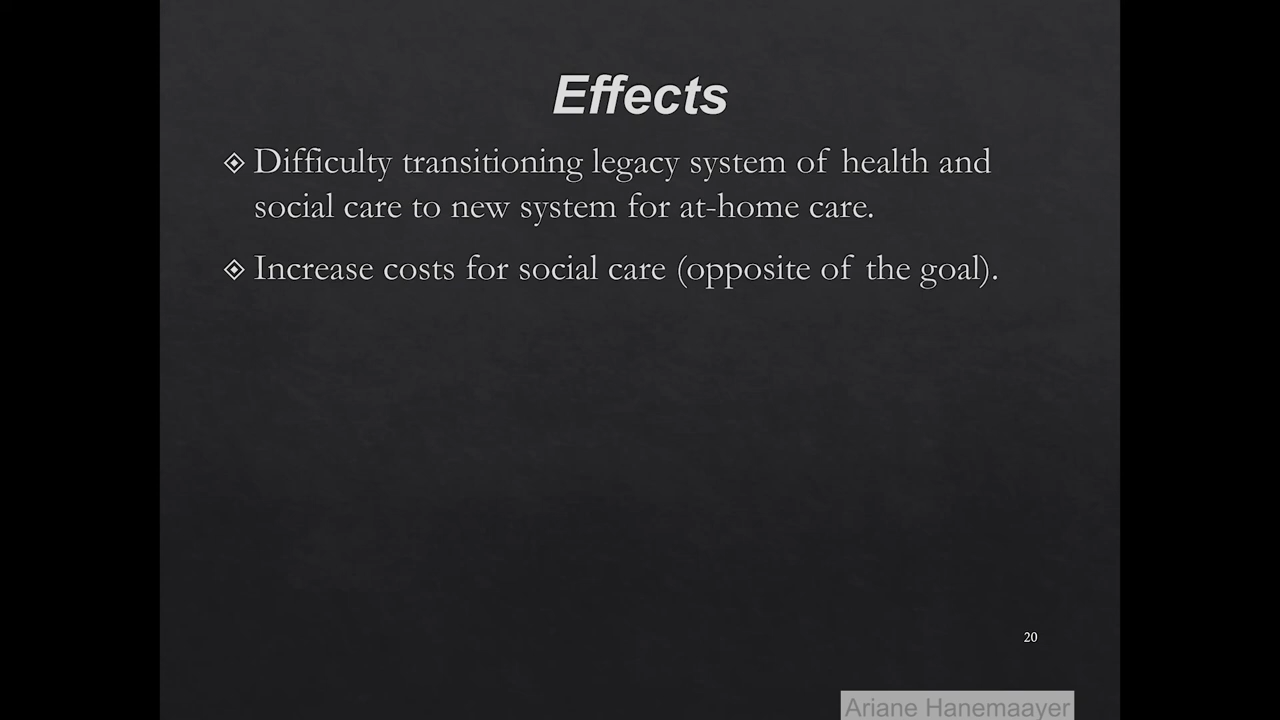 Effects
Difficulty transitioning legacy system of health and
social care to new system for at-home care.
Increase costs for social care (opposite of the goal).
20
Ariane Hanemaayer